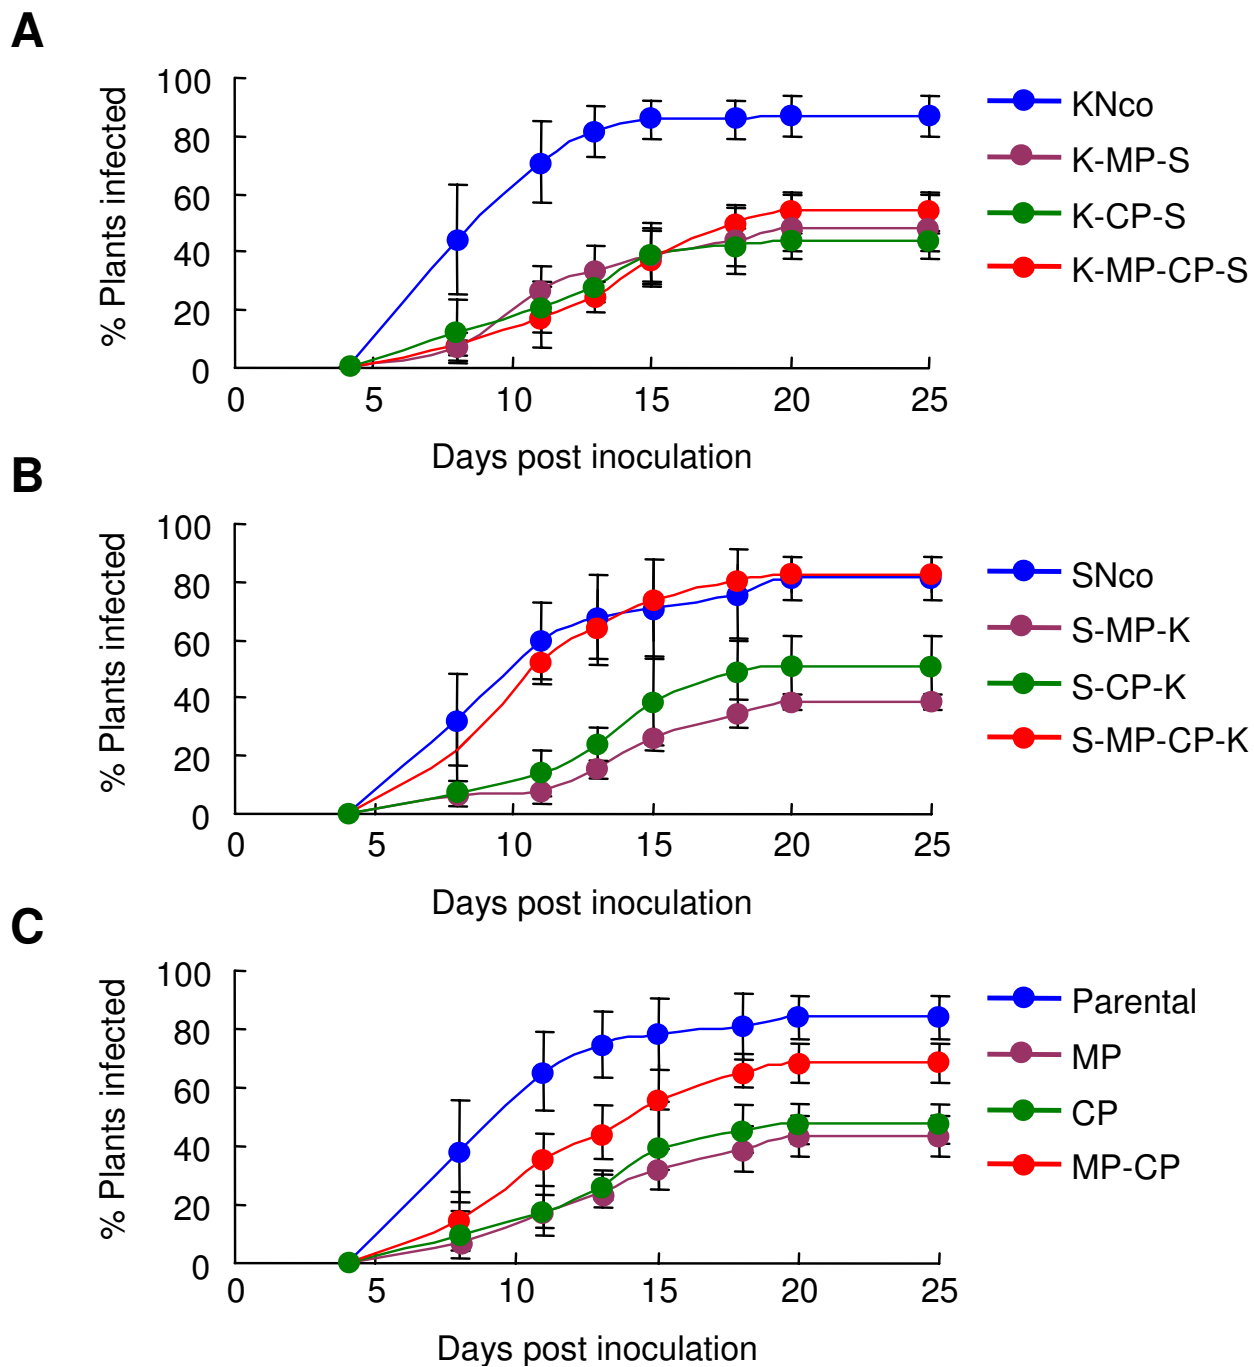 A
% Plants infected
100
80
60
40
20
0
0 5 10 15 20 25
Days post inoculation
KNco
K-MP-S
K-CP-S
K-MP-CP-S
B
% Plants infected
100
80
60
40
20
0
0 5 10 15 20 25
Days post inoculation
SNco
S-MP-K
S-CP-K
S-MP-CP-K
C
% Plants infected
100
80
60
40
20
0
0 5 10 15 20 25
Days post inoculation
Parental
MP
CP
MP-CP